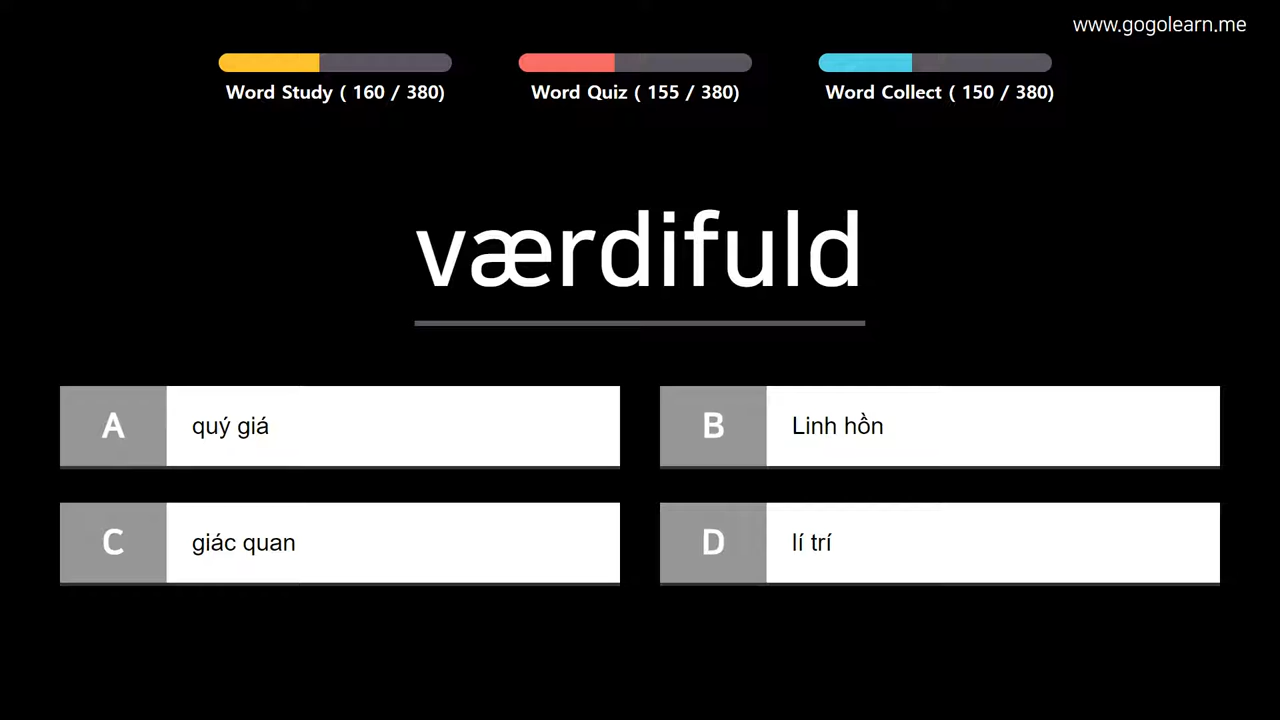 www.gogolearn.me
Word Study ( 160 / 380)
Word Quiz ( 155 / 380)
Word Collect ( 150 / 380)
værdifuld
A quý giá
B Linh hồn
C giác quan
D lí trí